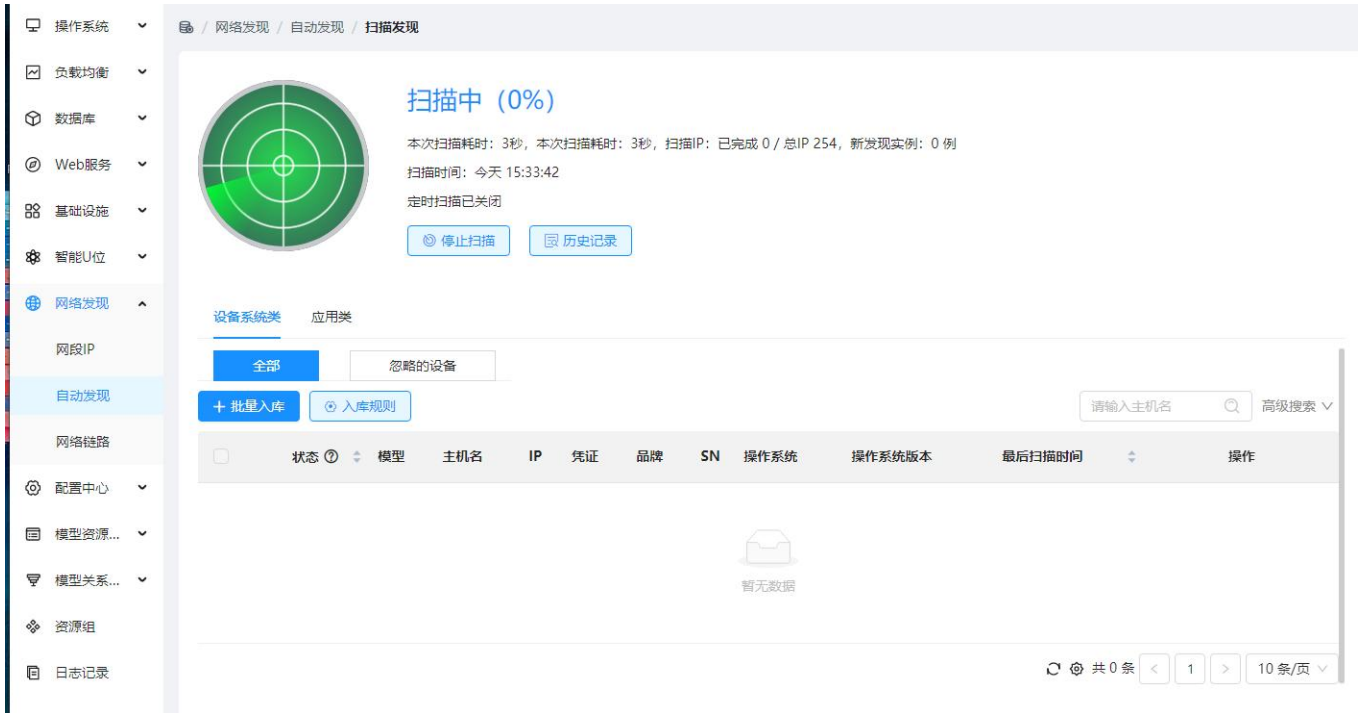 操作系统
负载均衡
数据库
Web服务
基础设施
智能U位
网络发现
网段IP
自动发现
网络链路
配置中心
模型资源...
模型关系...
资源组
日志记录
/ 网络发现 / 自动发现 / 扫描发现
扫描中（0%）
本次扫描耗时：3秒，本次扫描耗时：3秒，扫描IP：已完成 0 / 总IP 254，新发现实例：0 例
扫描时间：今天 15:33:42
定时扫描已关闭
停止扫描 历史记录
设备系统类 应用类
全部 忽略的设备
+ 批量入库 入库规则 请输入主机名 高级搜索
状态 模型 主机名 IP 凭证 品牌 SN 操作系统 操作系统版本 最后扫描时间 操作
暂无数据
共 0 条 < 1 > 10 条/页